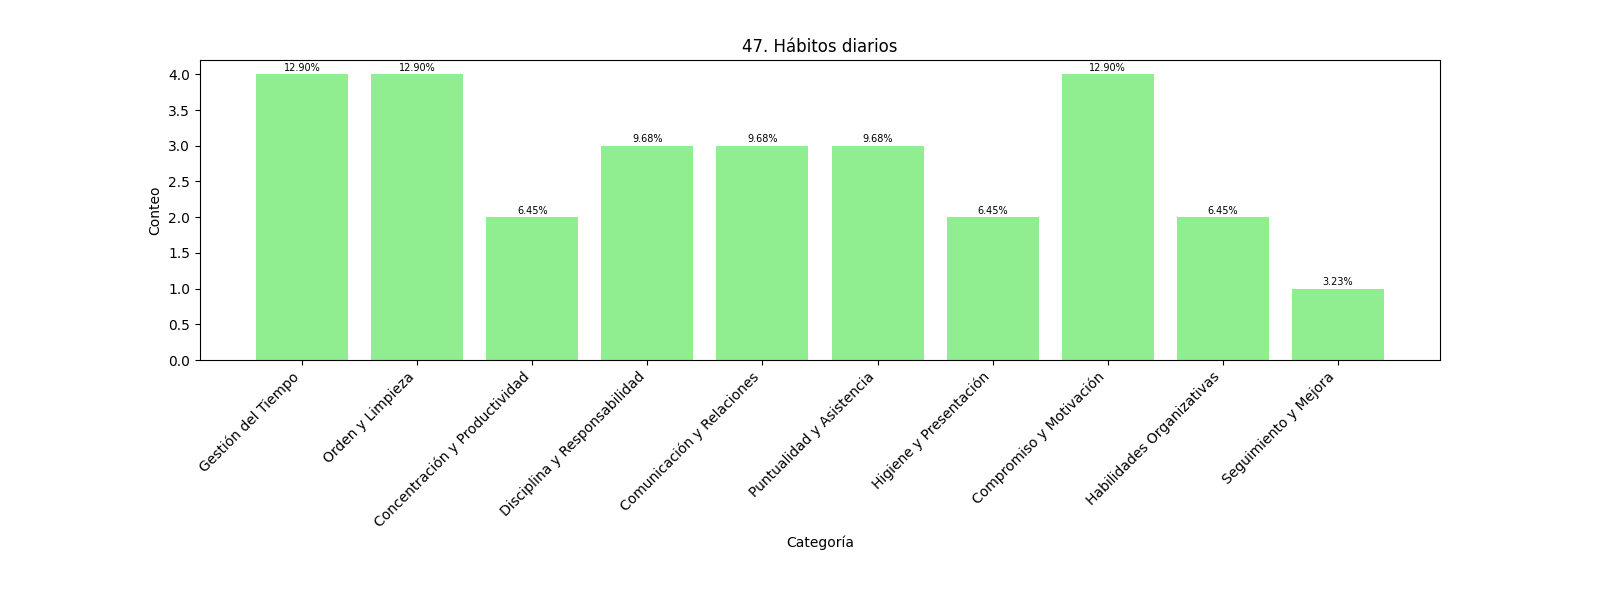 47. Hábitos diarios
12.90%
12.90%
6.45%
9.68%
9.68%
9.68%
6.45%
12.90%
6.45%
3.23%
4.0
3.5
3.0
2.5
2.0
1.5
1.0
0.5
0.0
Conteo
Gestión del Tiempo
Orden y Limpieza
Concentración y Productividad
Disciplina y Responsabilidad
Comunicación y Relaciones
Puntualidad y Asistencia
Higiene y Presentación
Compromiso y Motivación
Habilidades Organizativas
Seguimiento y Mejora
Categoría